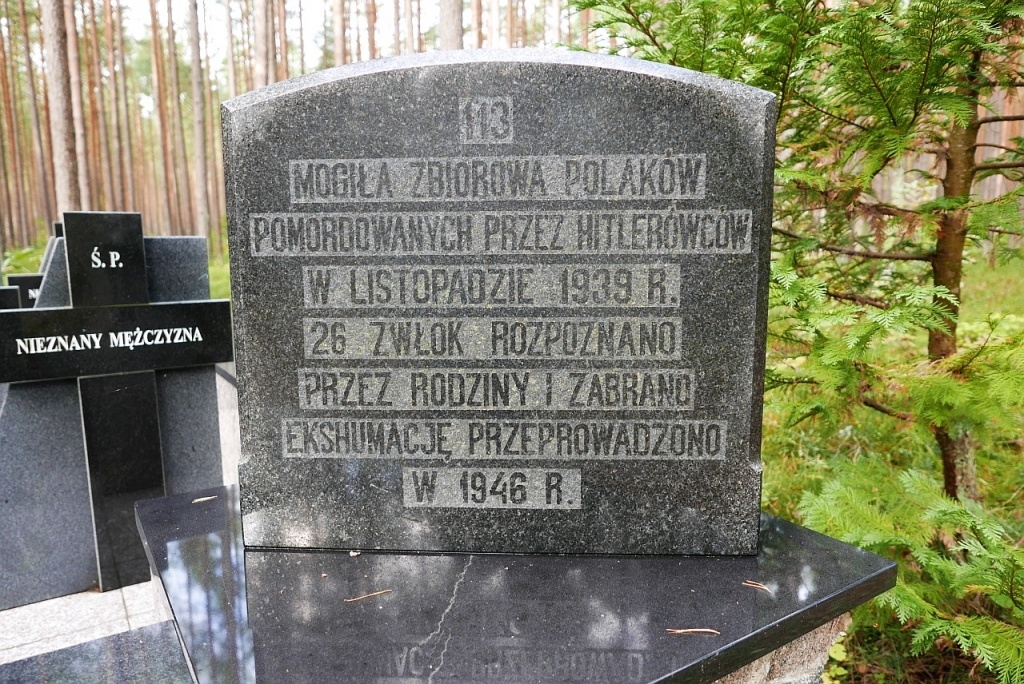 113
MOGIŁA ZBIOROWA POLAKÓW
POMORDOWANYCH PRZEZ HITLERÓWCÓW
W LISTOPADZIE 1939 R.
26 ZWŁOK ROZPOZNANO
PRZEZ RODZINY I ZABRANO
EKSHUMACJĘ PRZEPROWADZONO
W 1946 R.
Ś. P.
NIEZNANY MĘŻCZYZNA